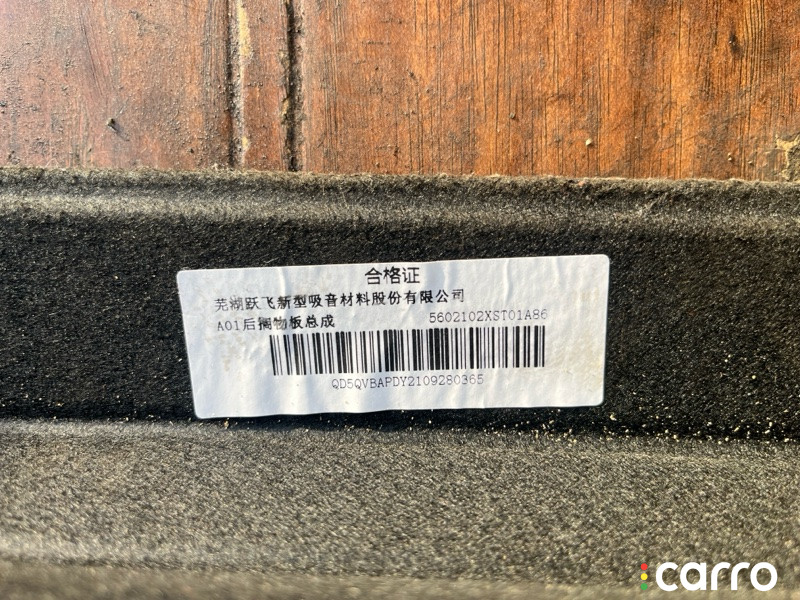 合格证
芜湖跃飞新型吸音材料股份有限公司
A01后搁物板总成 5602102XST01A86
QD5QVBAPDY2109280365
carro